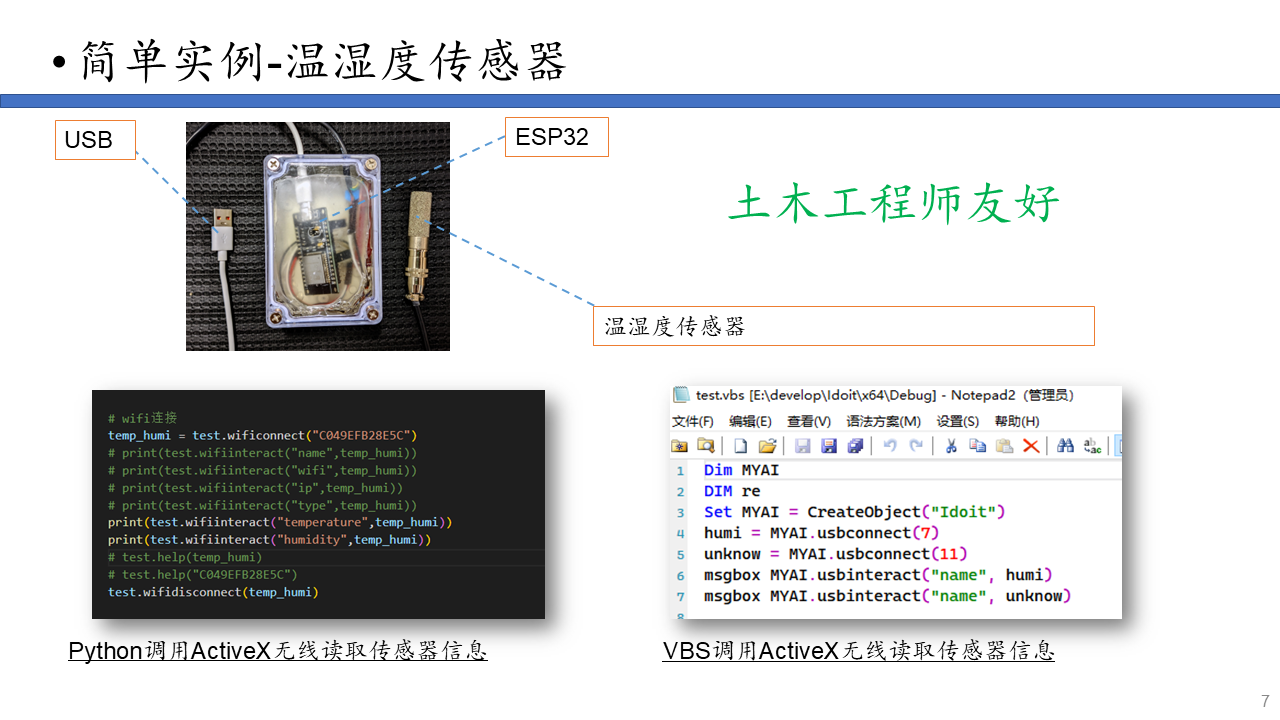 • 简单实例-温湿度传感器
USB
ESP32
土木工程师友好
温湿度传感器
# wifi连接
temp_humi = test.wificonnect("C049EFB28E5C")
# print(test.wifiinteract("name",temp_humi))
# print(test.wifiinteract("wifi",temp_humi))
# print(test.wifiinteract("ip",temp_humi))
# print(test.wifiinteract("type",temp_humi))
print(test.wifiinteract("temperature",temp_humi))
print(test.wifiinteract("humidity",temp_humi))
# test.help(temp_humi)
# test.help("C049EFB28E5C")
test.wifidisconnect(temp_humi)
Python调用ActiveX无线读取传感器信息
test.vbs [E:\develop\Idoit\x64\Debug] - Notepad2 (管理员)
文件(F) 编辑(E) 查看(V) 语法方案(M) 设置(S) 帮助(H)
1 Dim MYAI
2 DIM re
3 Set MYAI = CreateObject("Idoit")
4 humi = MYAI.usbconnect(7)
5 unknow = MYAI.usbconnect(11)
6 msgbox MYAI.usbinteract("name", humi)
7 msgbox MYAI.usbinteract("name", unknow)
8
VBS调用ActiveX无线读取传感器信息
7